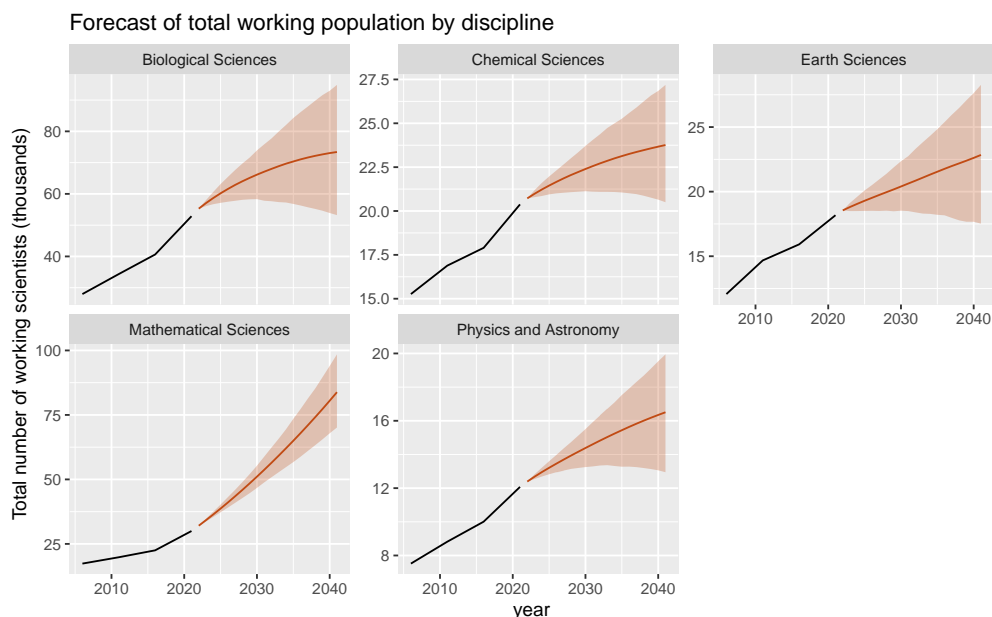 Forecast of total working population by discipline
Biological Sciences
Chemical Sciences
Earth Sciences
Total number of working scientists (thousands)
80
60
40
27.5
25.0
22.5
20.0
17.5
15.0
25
20
15
2010 2020 2030 2040
Mathematical Sciences
Physics and Astronomy
100
75
50
25
20
16
12
8
2010 2020 2030 2040
2010 2020 2030 2040
year